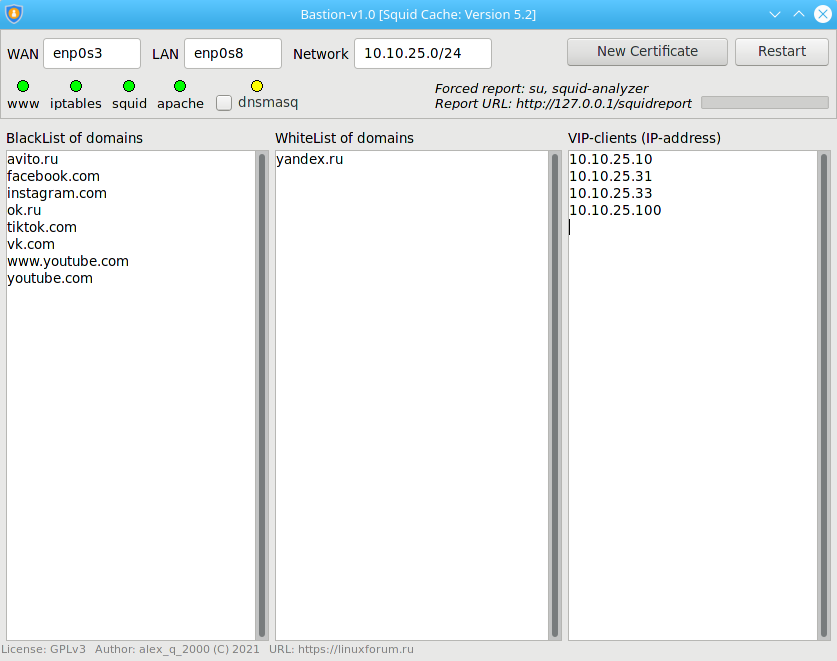 Bastion-v1.0 [Squid Cache: Version 5.2]
WAN enp0s3 LAN enp0s8 Network 10.10.25.0/24 New Certificate Restart
www iptables squid apache dnsmasq
Forced report: su, squid-analyzer
Report URL: http://127.0.0.1/squidreport
BlackList of domains
avito.ru
facebook.com
instagram.com
ok.ru
tiktok.com
vk.com
www.youtube.com
youtube.com
WhiteList of domains
yandex.ru
VIP-clients (IP-address)
10.10.25.10
10.10.25.31
10.10.25.33
10.10.25.100
License: GPLv3 Author: alex_q_2000 (C) 2021 URL: https://linuxforum.ru